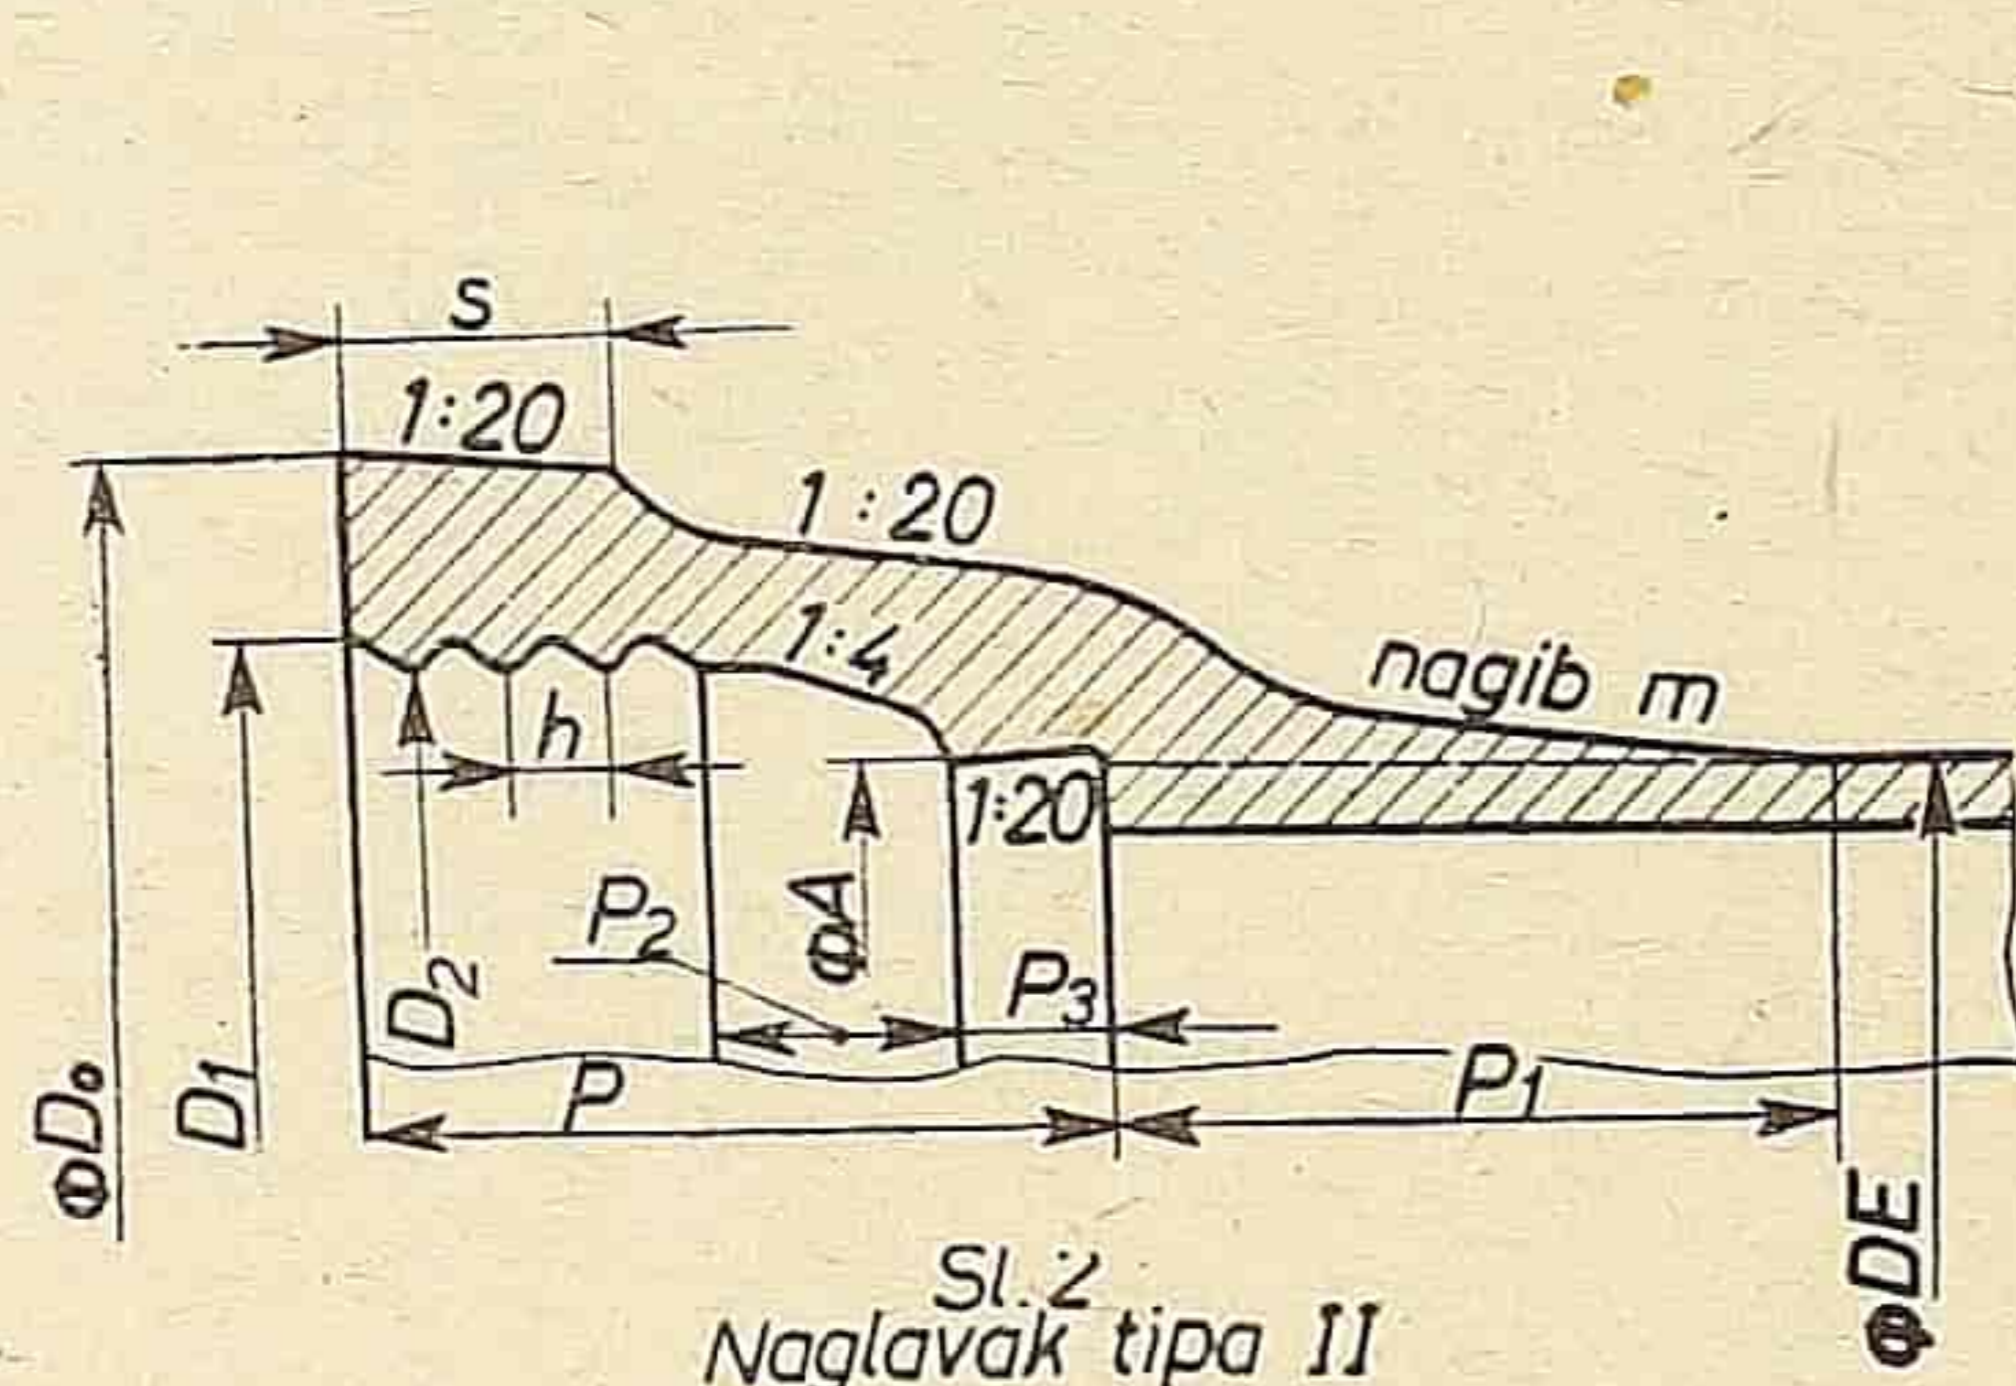 s
1:20
1:20
1:4
nagib m
h
1:20
P2
ΦA
P3
D2
ΦDo
D1
P
P1
ΦDE
Sl. 2
Naglavak tipa II